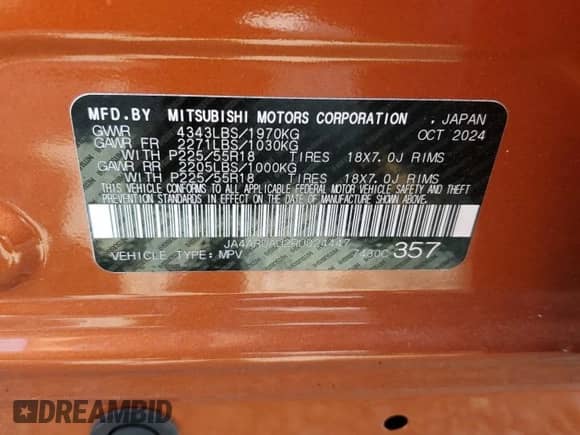 MFD.BY MITSUBISHI MOTORS CORPORATION . JAPAN
GVWR 4343LBS/1970KG OCT 2024
GAWR FR 2271LBS/1030KG
WITH P225/55R18 TIRES 18X7.0J RIMS
GAWR RR 2205LBS/1000KG
WITH P225/55R18 TIRES 18X7.0J RIMS
THIS VEHICLE CONFORMS TO ALL APPLICABLE FEDERAL MOTOR VEHICLE SAFETY AND THEFT
PREVENTION STANDARDS IN EFFECT ON THE DATE OF MANUFACTURE SHOWN ABOVE.
VEHICLE TYPE:MPV 357
DREAMBID